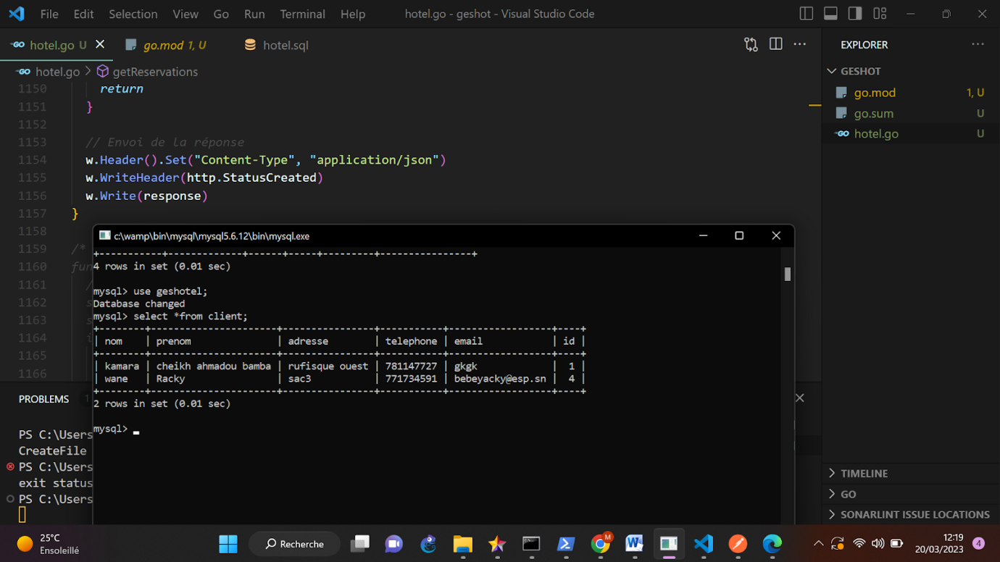 File Edit Selection View Go Run Terminal Help hotel.go - geshot - Visual Studio Code
hotel.go U go.mod 1, U hotel.sql
EXPLORER
hotel.go > getReservations
GESHOT
go.mod 1, U
go.sum U
hotel.go U
1150 return
1151 }
1152
1153 // Envoi de la réponse
1154 w.Header().Set("Content-Type", "application/json")
1155 w.WriteHeader(http.StatusCreated)
1156 w.Write(response)
1157 }
1158
1159 /*
1160 fun
1161 /
1162 s
1163 s
1164 i
1165
1166
c:\wamp\bin\mysql\mysql5.6.12\bin\mysql.exe
+-----------+-------------+------+-----+---------+----------------+
4 rows in set (0.01 sec)
mysql> use geshotel;
Database changed
mysql> select *from client;
+--------+----------------------+----------------+-----------+------------------+----+
| nom | prenom | adresse | telephone | email | id |
+--------+----------------------+----------------+-----------+------------------+----+
| kamara | cheikh ahmadou bamba | rufisque ouest | 781147727 | gkgk | 1 |
| wane | Racky | sac3 | 771734591 | bebeyacky@esp.sn | 4 |
+--------+----------------------+----------------+-----------+------------------+----+
2 rows in set (0.01 sec)
mysql>
PROBLEMS 1
PS C:\Users
CreateFile
PS C:\Users
exit status
PS C:\Users
TIMELINE
GO
SONARLINT ISSUE LOCATIONS
25°C
Ensoleillé
Recherche
M
12:19
20/03/2023
4